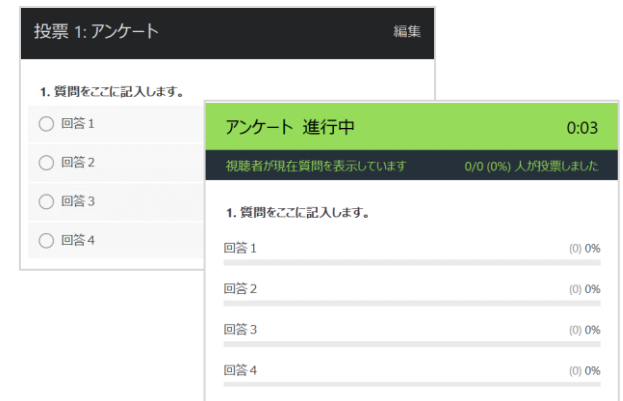 投票 1: アンケート 編集
1. 質問をここに記入します。
回答 1
回答 2
回答 3
回答 4
アンケート 進行中 0:03
視聴者が現在質問を表示しています 0/0 (0%) 人が投票しました
1. 質問をここに記入します。
回答 1 (0) 0%
回答 2 (0) 0%
回答 3 (0) 0%
回答 4 (0) 0%